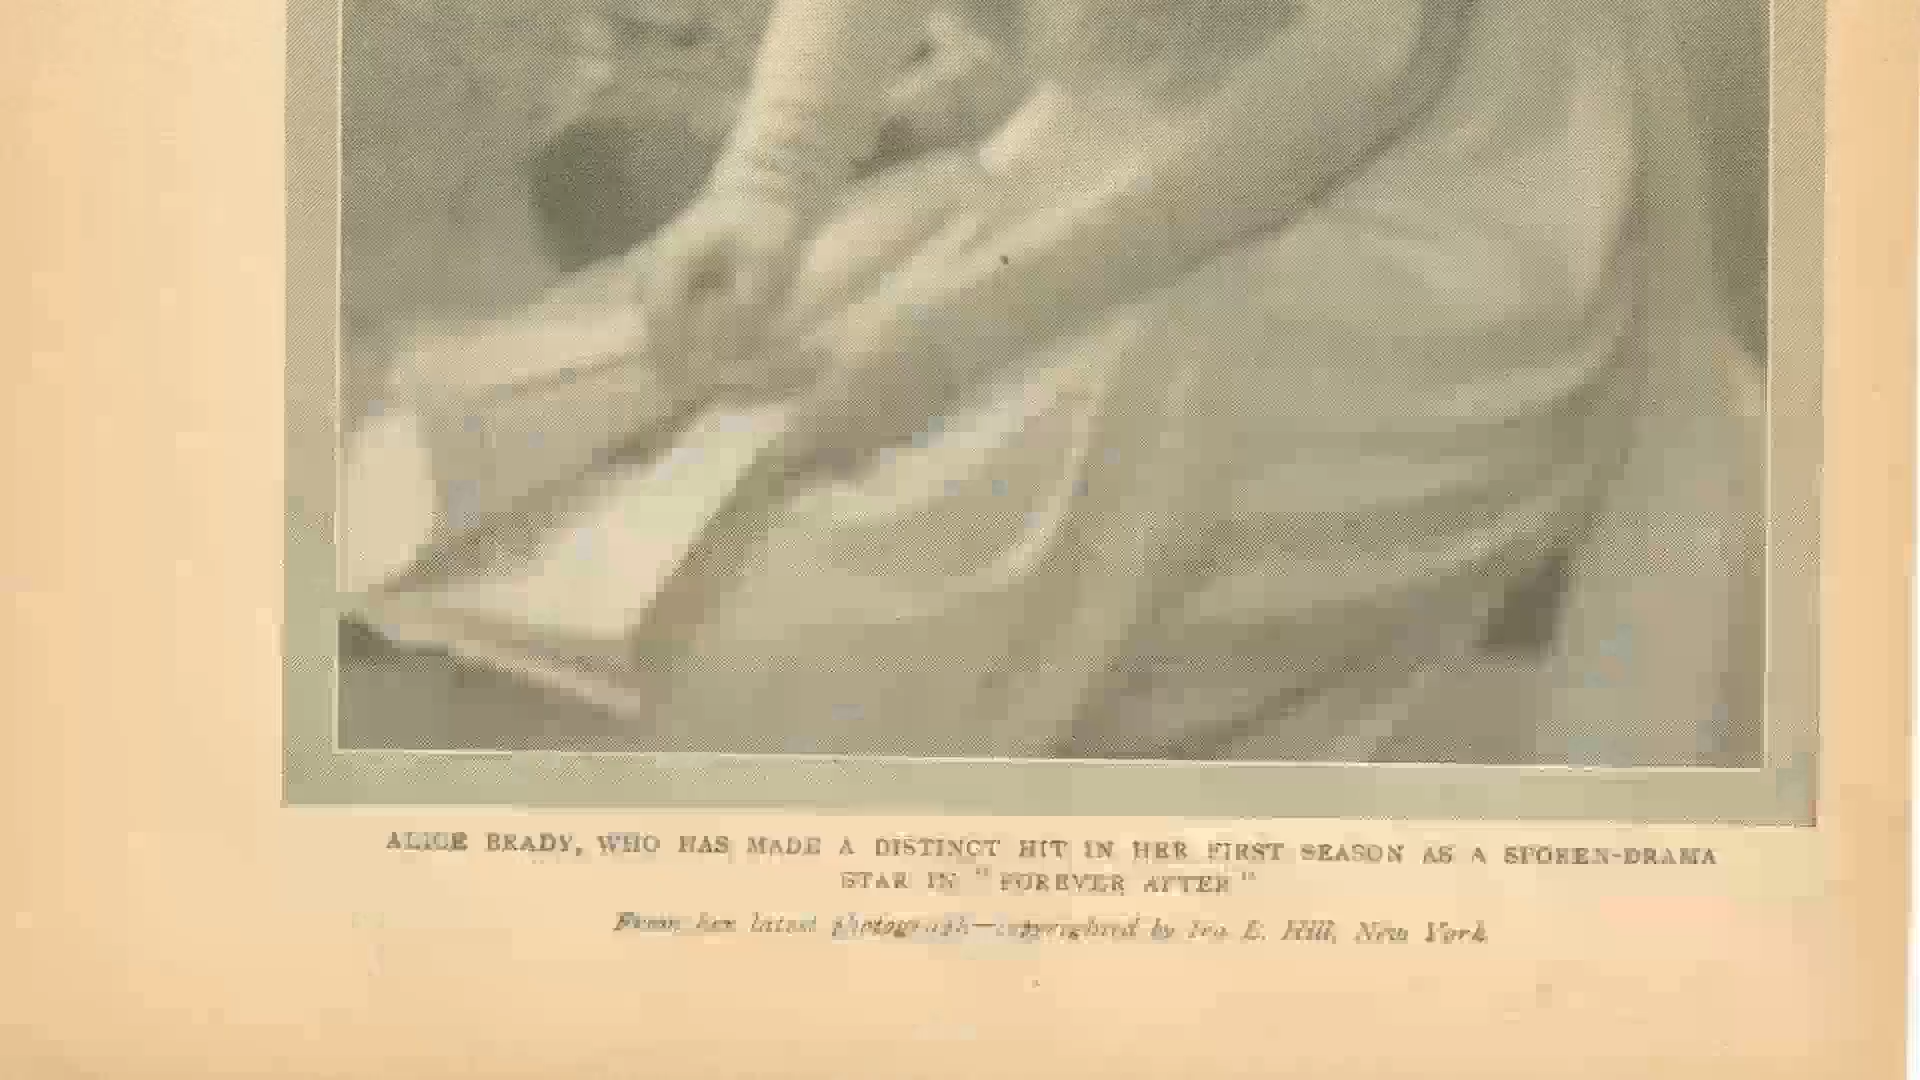 ALICE BRADY, WHO HAS MADE A DISTINCT HIT IN HER FIRST SEASON AS A SPOKEN-DRAMA
STAR IN "FOREVER AFTER"
From her latest photograph—copyrighted by Ira E. Hill, New York